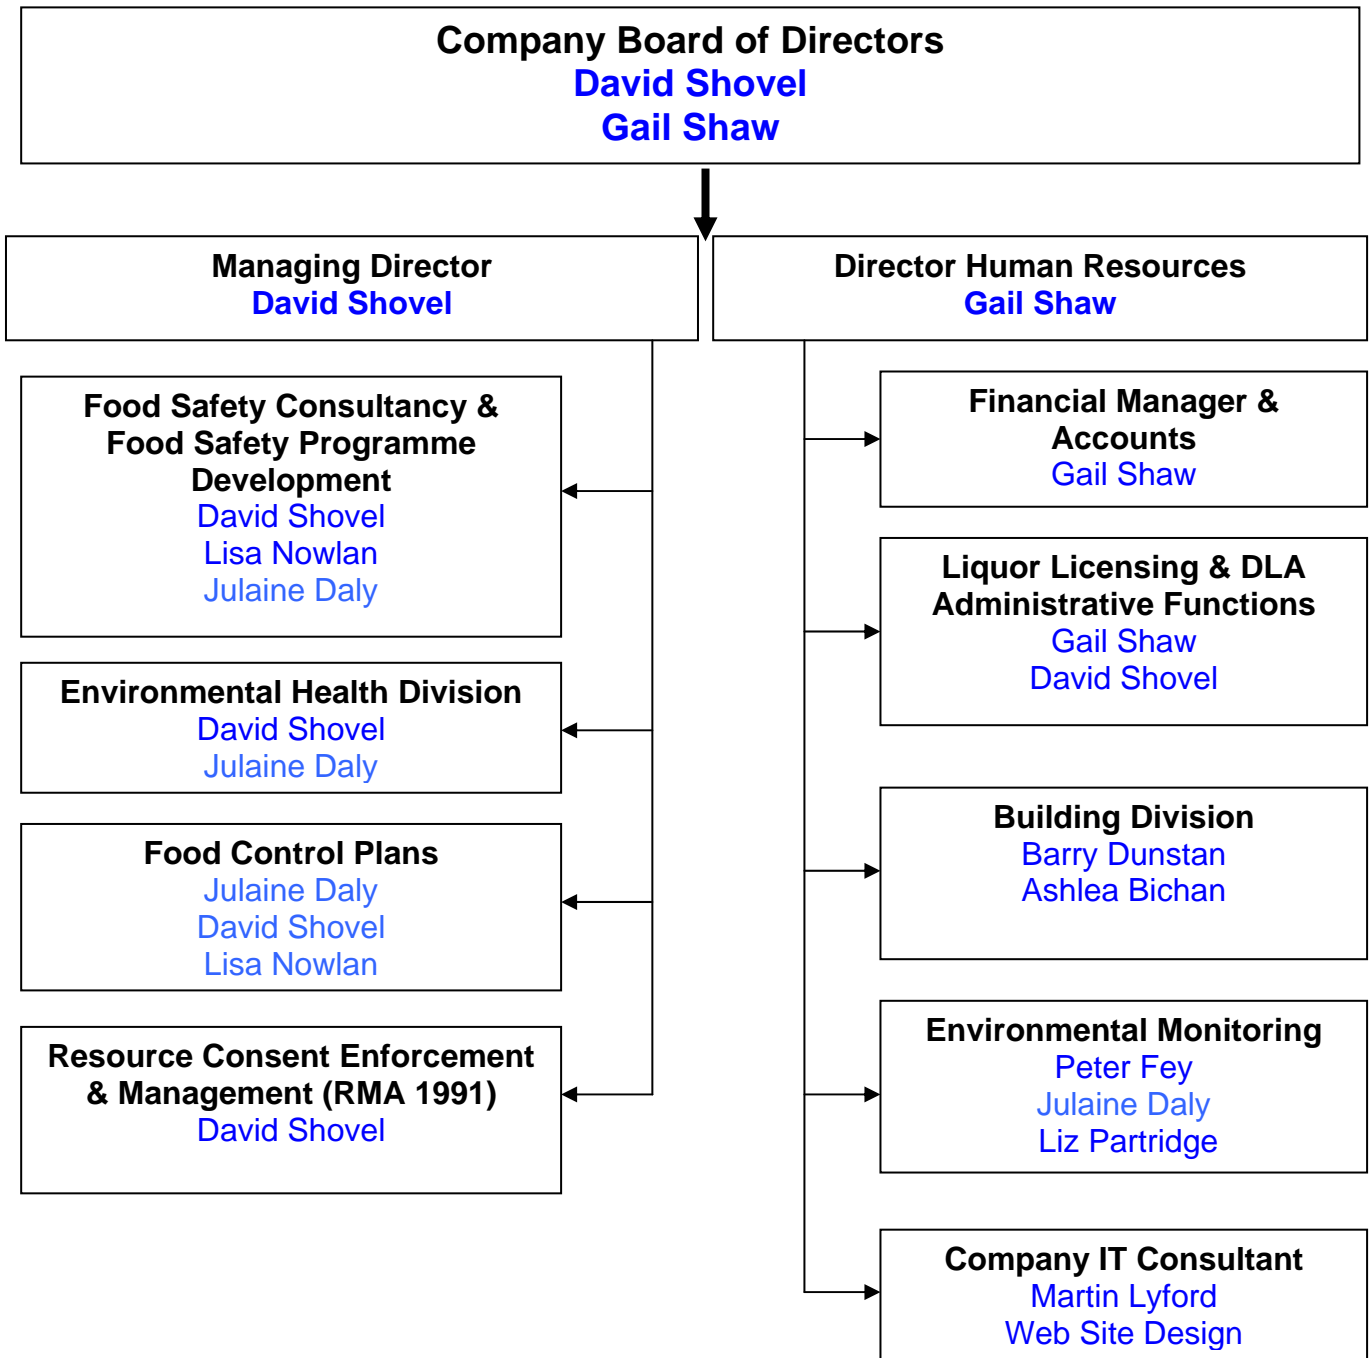 Company Board of Directors
David Shovel
Gail Shaw
Managing Director
David Shovel
Director Human Resources
Gail Shaw
Food Safety Consultancy &
Food Safety Programme
Development
David Shovel
Lisa Nowlan
Julaine Daly
Environmental Health Division
David Shovel
Julaine Daly
Food Control Plans
Julaine Daly
David Shovel
Lisa Nowlan
Resource Consent Enforcement
& Management (RMA 1991)
David Shovel
Financial Manager &
Accounts
Gail Shaw
Liquor Licensing & DLA
Administrative Functions
Gail Shaw
David Shovel
Building Division
Barry Dunstan
Ashlea Bichan
Environmental Monitoring
Peter Fey
Julaine Daly
Liz Partridge
Company IT Consultant
Martin Lyford
Web Site Design